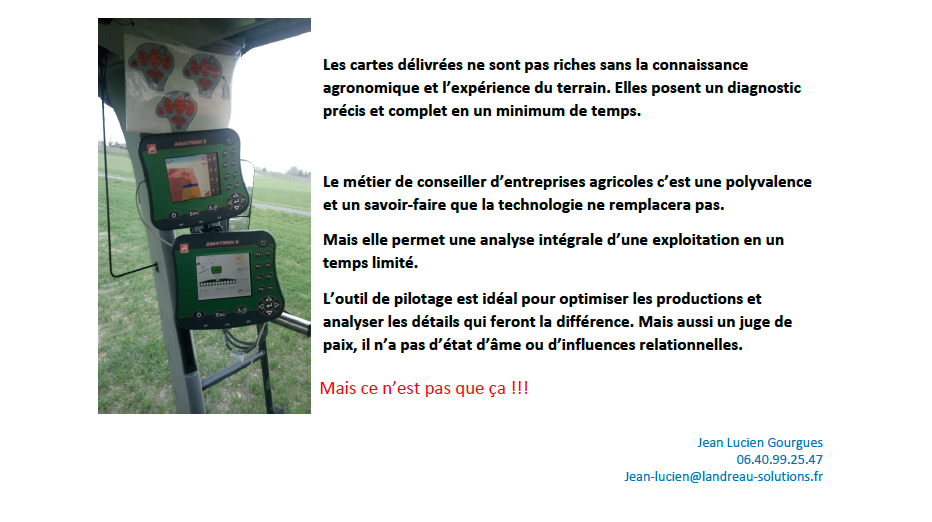 AMATRON 3
Esc
AMATRON 3
Esc
Les cartes délivrées ne sont pas riches sans la connaissance
agronomique et l’expérience du terrain. Elles posent un diagnostic
précis et complet en un minimum de temps.
Le métier de conseiller d’entreprises agricoles c’est une polyvalence
et un savoir-faire que la technologie ne remplacera pas.
Mais elle permet une analyse intégrale d’une exploitation en un
temps limité.
L’outil de pilotage est idéal pour optimiser les productions et
analyser les détails qui feront la différence. Mais aussi un juge de
paix, il n’a pas d’état d’âme ou d’influences relationnelles.
Mais ce n’est pas que ça !!!
Jean Lucien Gourgues
06.40.99.25.47
Jean-lucien@landreau-solutions.fr